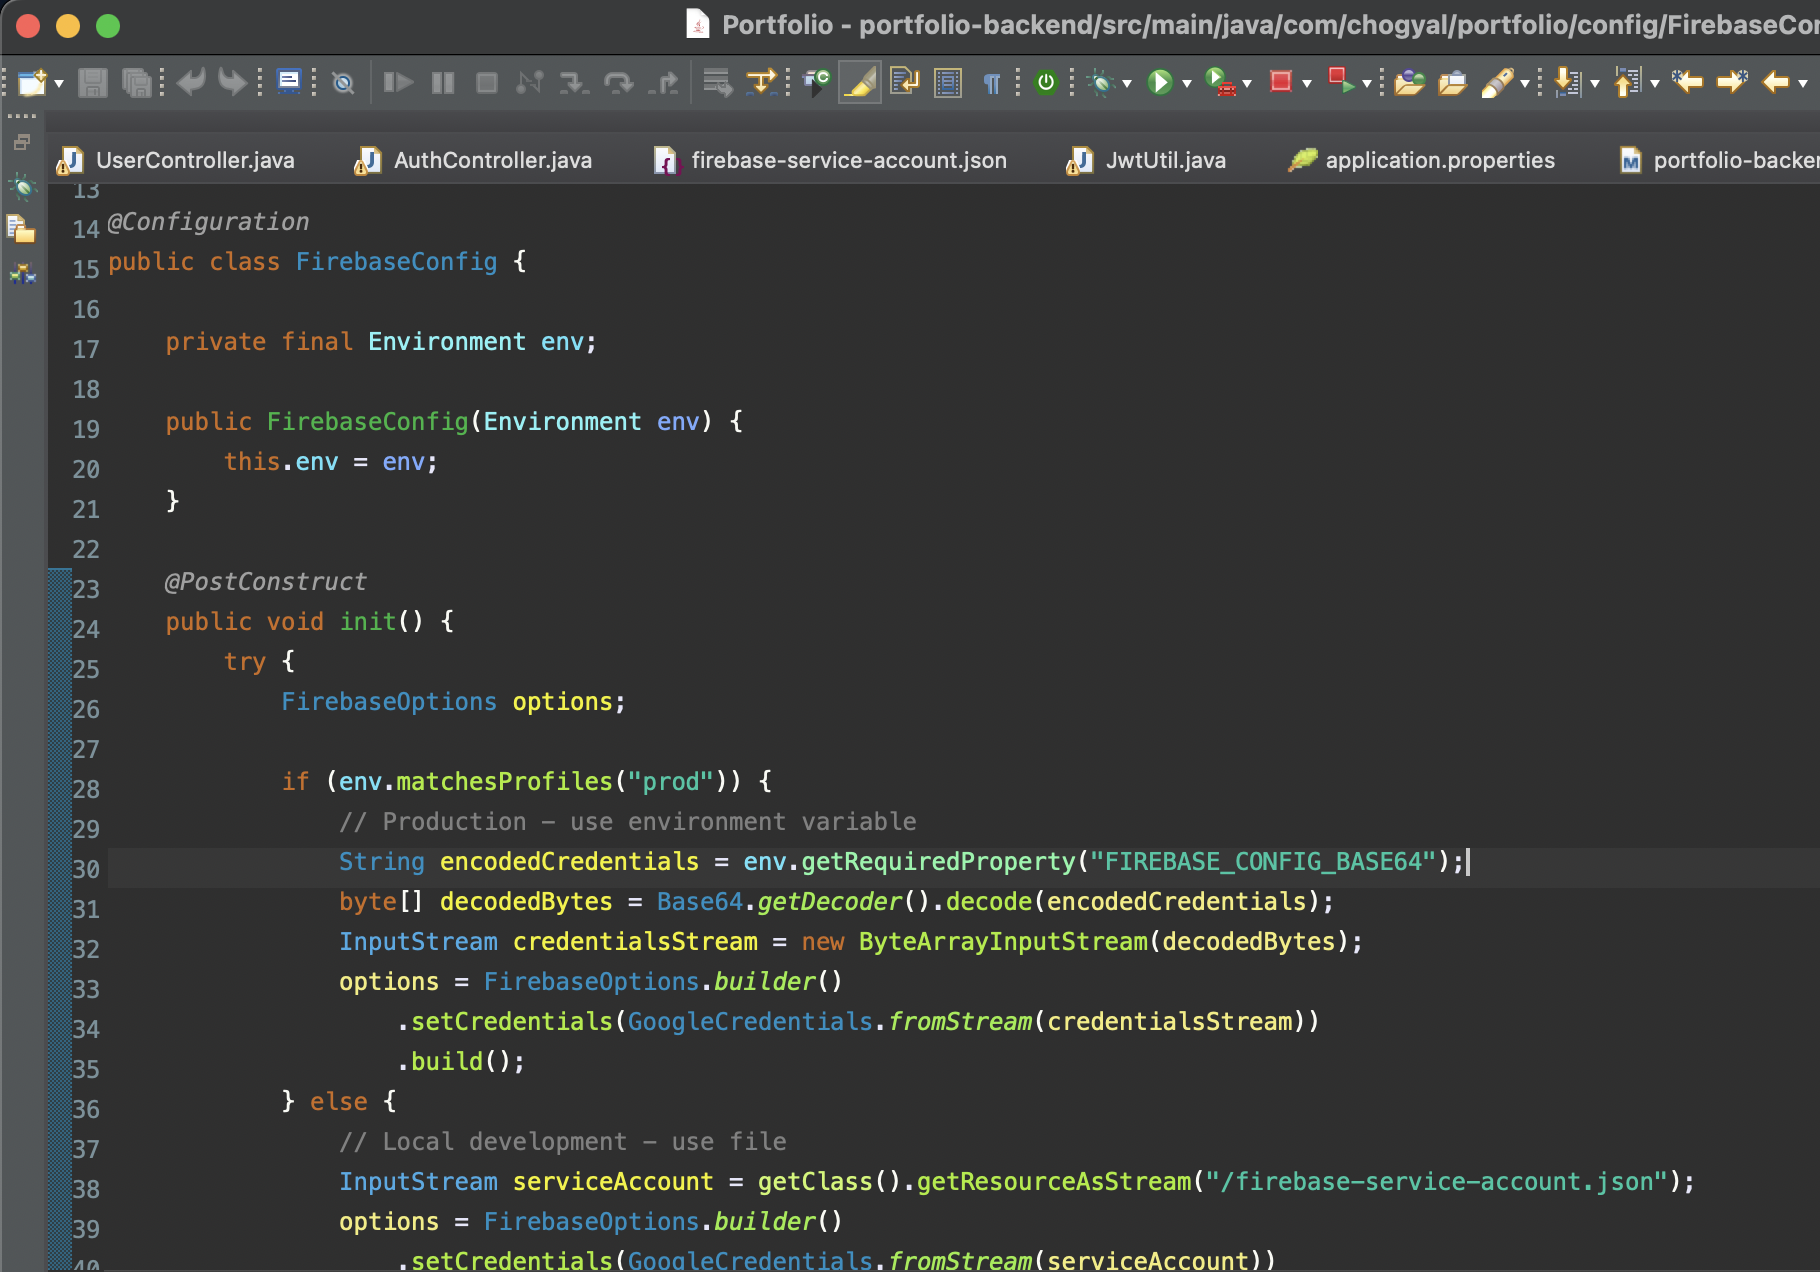 Portfolio - portfolio-backend/src/main/java/com/chogyal/portfolio/config/FirebaseCon
UserController.java AuthController.java firebase-service-account.json JwtUtil.java application.properties portfolio-backen
13
14 @Configuration
15 public class FirebaseConfig {
16
17 private final Environment env;
18
19 public FirebaseConfig(Environment env) {
20 this.env = env;
21 }
22
23 @PostConstruct
24 public void init() {
25 try {
26 FirebaseOptions options;
27
28 if (env.matchesProfiles("prod")) {
29 // Production – use environment variable
30 String encodedCredentials = env.getRequiredProperty("FIREBASE_CONFIG_BASE64");
31 byte[] decodedBytes = Base64.getDecoder().decode(encodedCredentials);
32 InputStream credentialsStream = new ByteArrayInputStream(decodedBytes);
33 options = FirebaseOptions.builder()
34 .setCredentials(GoogleCredentials.fromStream(credentialsStream))
35 .build();
36 } else {
37 // Local development – use file
38 InputStream serviceAccount = getClass().getResourceAsStream("/firebase-service-account.json");
39 options = FirebaseOptions.builder()
40 .setCredentials(GoogleCredentials.fromStream(serviceAccount))